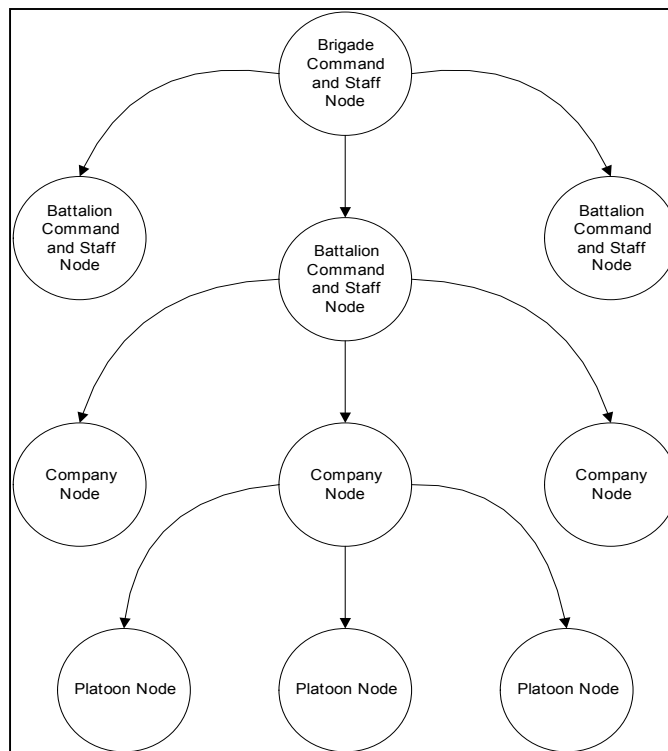 Brigade
Command
and Staff
Node
Battalion
Command
and Staff
Node
Battalion
Command
and Staff
Node
Battalion
Command
and Staff
Node
Company
Node
Company
Node
Company
Node
Platoon Node
Platoon Node
Platoon Node